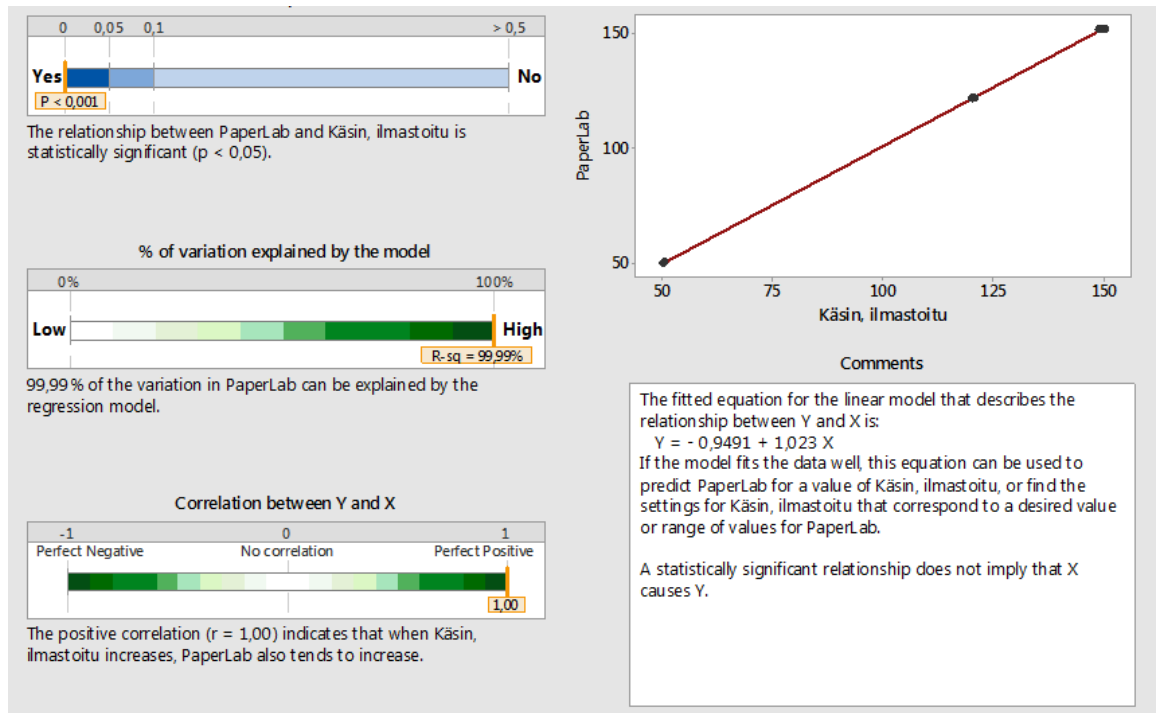 0 0,05 0,1 > 0,5
Yes No
P < 0,001
The relationship between PaperLab and Käsin, ilmastoitu is
statistically significant (p < 0,05).
% of variation explained by the model
0% 100%
Low High
R-sq = 99,99%
99,99% of the variation in PaperLab can be explained by the
regression model.
Correlation between Y and X
-1 0 1
Perfect Negative No correlation Perfect Positive
1,00
The positive correlation (r = 1,00) indicates that when Käsin,
ilmastoitu increases, PaperLab also tends to increase.
150
100
50
PaperLab
50 75 100 125 150
Käsin, ilmastoitu
Comments
The fitted equation for the linear model that describes the
relationship between Y and X is:
Y = - 0,9491 + 1,023 X
If the model fits the data well, this equation can be used to
predict PaperLab for a value of Käsin, ilmastoitu, or find the
settings for Käsin, ilmastoitu that correspond to a desired value
or range of values for PaperLab.
A statistically significant relationship does not imply that X
causes Y.